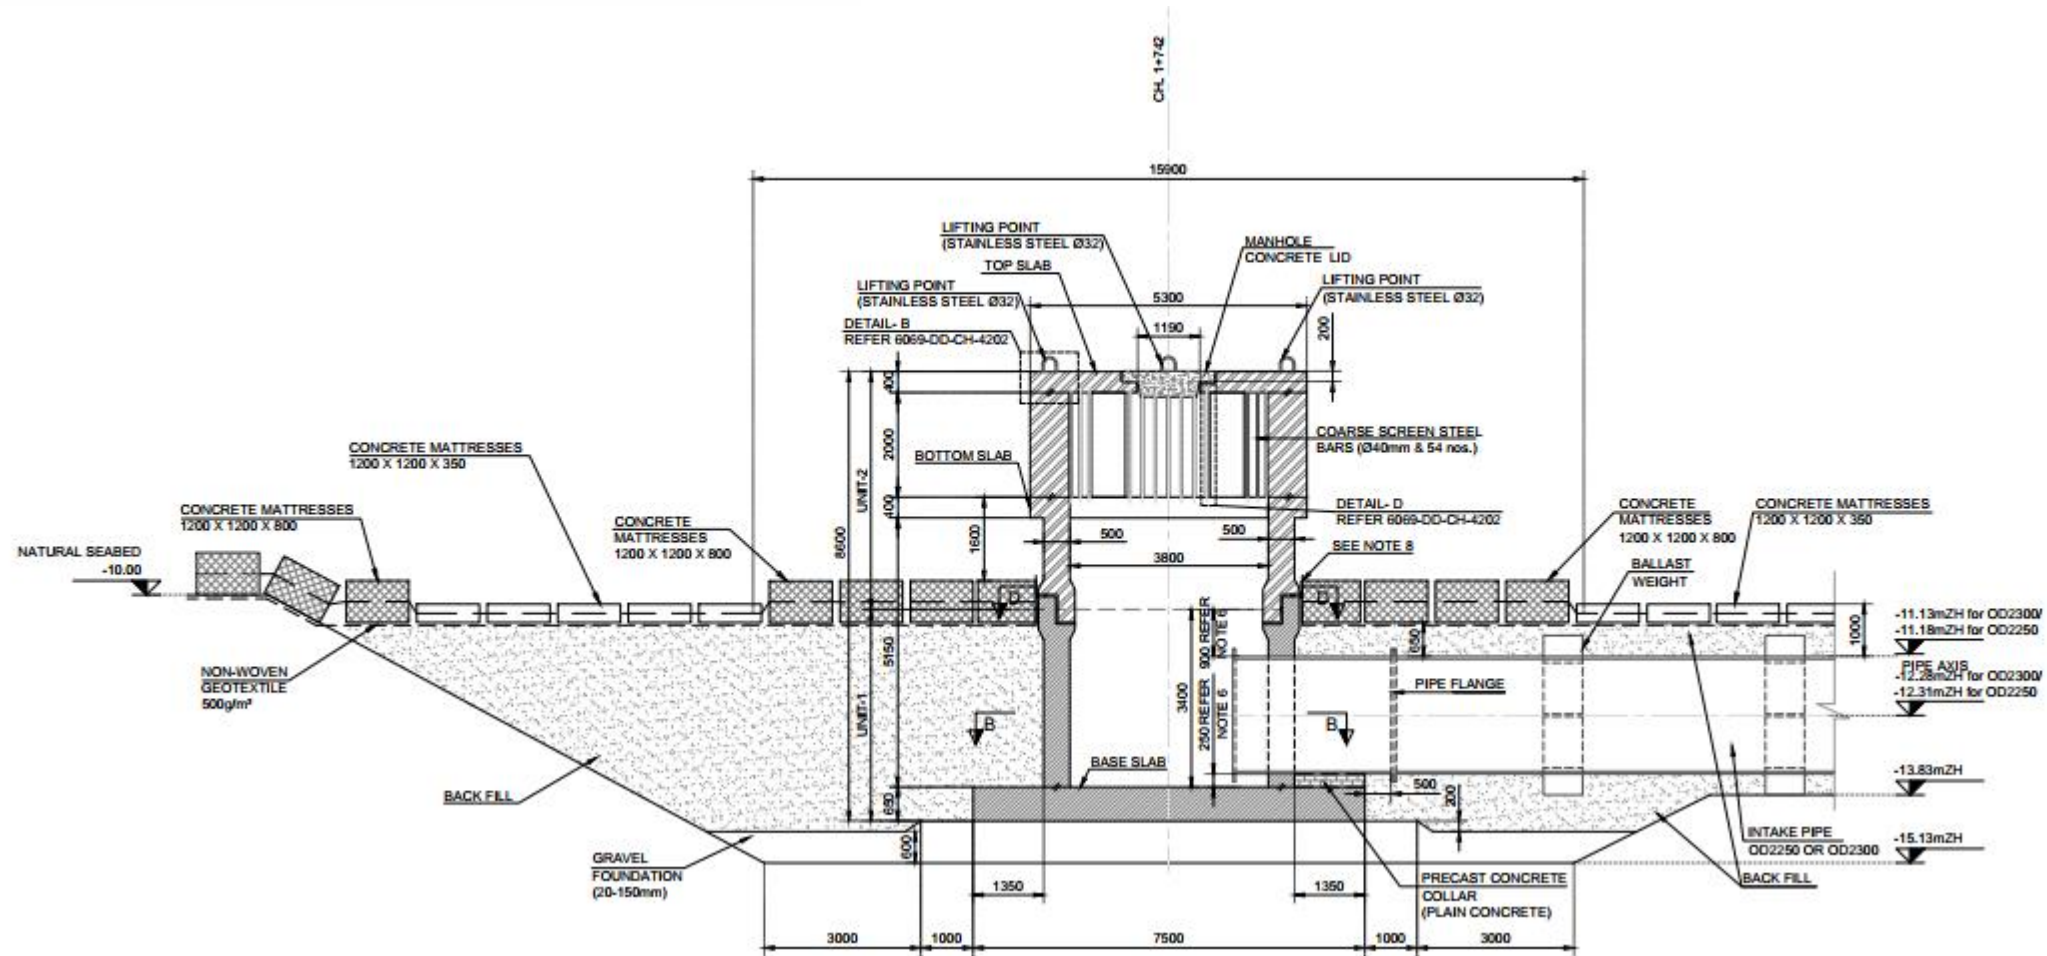 CH. 1+742
15900
LIFTING POINT
(STAINLESS STEEL Ø32)
MANHOLE
CONCRETE LID
TOP SLAB
LIFTING POINT
(STAINLESS STEEL Ø32)
LIFTING POINT
(STAINLESS STEEL Ø32)
5300
DETAIL- B
REFER 6069-DD-CH-4202
1190
200
400
2000
400
8600
UNIT-2
5150
UNIT-1
650
COARSE SCREEN STEEL
BARS (Ø40mm & 54 nos.)
BOTTOM SLAB
DETAIL- D
REFER 6069-DD-CH-4202
CONCRETE MATTRESSES
1200 X 1200 X 350
CONCRETE MATTRESSES
1200 X 1200 X 800
CONCRETE
MATTRESSES
1200 X 1200 X 800
CONCRETE
MATTRESSES
1200 X 1200 X 800
CONCRETE MATTRESSES
1200 X 1200 X 350
1600
500
500
3800
SEE NOTE 8
NATURAL SEABED
-10.00
BALLAST
WEIGHT
D
D
-11.13mZH for OD2300/
-11.18mZH for OD2250
1000
650
900 REFER
NOTE 6
3400
250 REFER
NOTE 6
NON-WOVEN
GEOTEXTILE
500g/m²
PIPE FLANGE
PIPE AXIS
-12.28mZH for OD2300/
-12.31mZH for OD2250
B
B
BASE SLAB
-13.83mZH
BACK FILL
500
200
600
GRAVEL
FOUNDATION
(20-150mm)
INTAKE PIPE
OD2250 OR OD2300
-15.13mZH
1350
1350
PRECAST CONCRETE
COLLAR
(PLAIN CONCRETE)
BACK FILL
3000
1000
7500
1000
3000